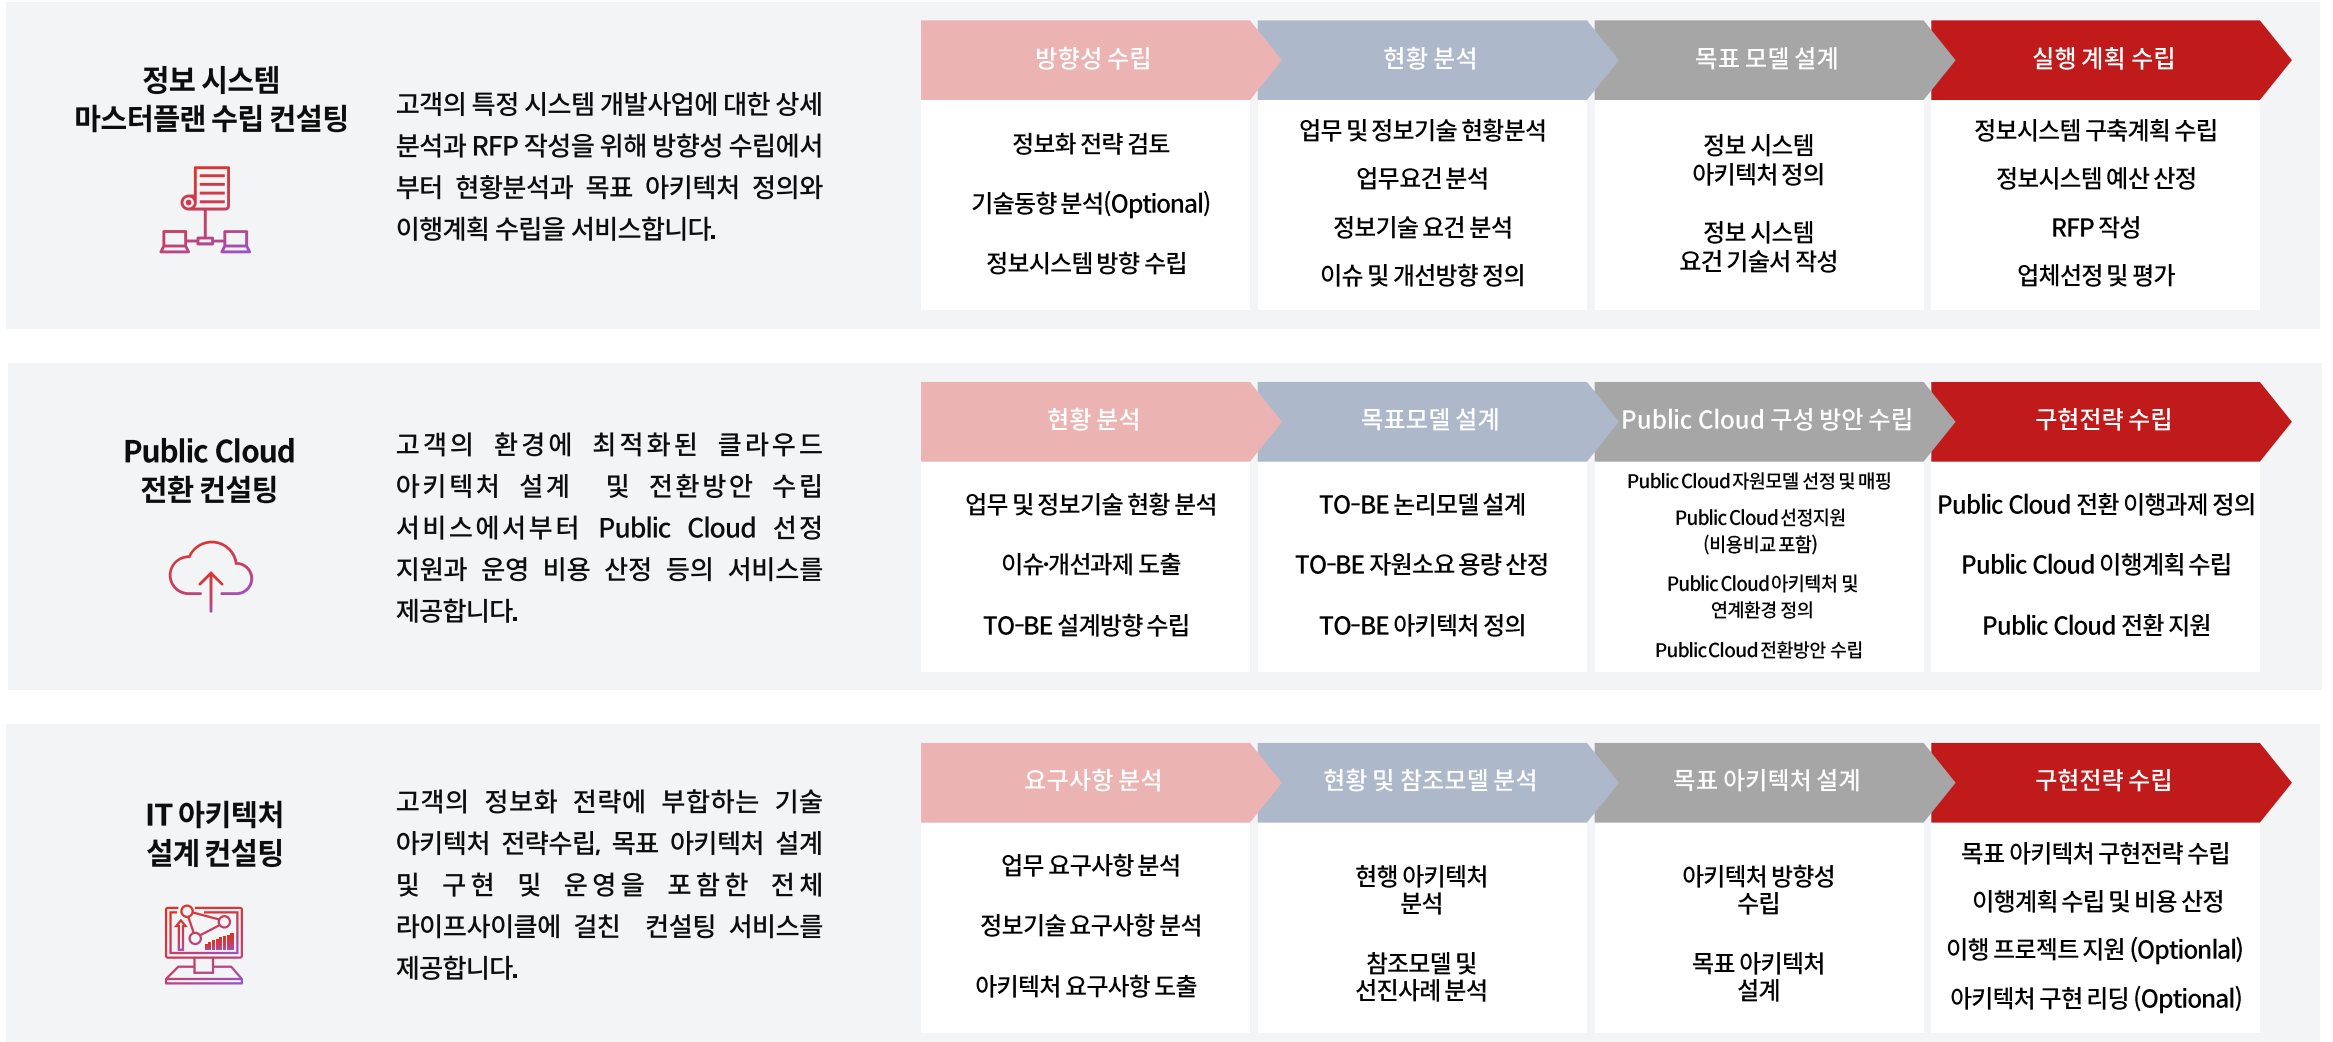 정보 시스템
마스터플랜 수립 컨설팅
고객의 특정 시스템 개발사업에 대한 상세
분석과 RFP 작성을 위해 방향성 수립에서
부터 현황분석과 목표 아키텍처 정의와
이행계획 수립을 서비스합니다.
방향성 수립
정보화 전략 검토
기술동향 분석(Optional)
정보시스템 방향 수립
현황 분석
업무 및 정보기술 현황분석
업무요건 분석
정보기술 요건 분석
이슈 및 개선방향 정의
목표 모델 설계
정보 시스템
아키텍처 정의
정보 시스템
요건 기술서 작성
실행 계획 수립
정보시스템 구축계획 수립
정보시스템 예산 산정
RFP 작성
업체선정 및 평가
Public Cloud
전환 컨설팅
고객의 환경에 최적화된 클라우드
아키텍처 설계 및 전환방안 수립
서비스에서부터 Public Cloud 선정
지원과 운영 비용 산정 등의 서비스를
제공합니다.
현황 분석
업무 및 정보기술 현황 분석
이슈·개선과제 도출
TO-BE 설계방향 수립
목표모델 설계
TO-BE 논리모델 설계
TO-BE 자원소요 용량 산정
TO-BE 아키텍처 정의
Public Cloud 구성 방안 수립
Public Cloud 자원모델 선정 및 매핑
Public Cloud 선정지원
(비용비교 포함)
Public Cloud 아키텍처 및
연계환경 정의
Public Cloud 전환방안 수립
구현전략 수립
Public Cloud 전환 이행과제 정의
Public Cloud 이행계획 수립
Public Cloud 전환 지원
IT 아키텍처
설계 컨설팅
고객의 정보화 전략에 부합하는 기술
아키텍처 전략수립, 목표 아키텍처 설계
및 구현 및 운영을 포함한 전체
라이프사이클에 걸친 컨설팅 서비스를
제공합니다.
요구사항 분석
업무 요구사항 분석
정보기술 요구사항 분석
아키텍처 요구사항 도출
현황 및 참조모델 분석
현행 아키텍처
분석
참조모델 및
선진사례 분석
목표 아키텍처 설계
아키텍처 방향성
수립
목표 아키텍처
설계
구현전략 수립
목표 아키텍처 구현전략 수립
이행계획 수립 및 비용 산정
이행 프로젝트 지원 (Optionlal)
아키텍처 구현 리딩 (Optional)